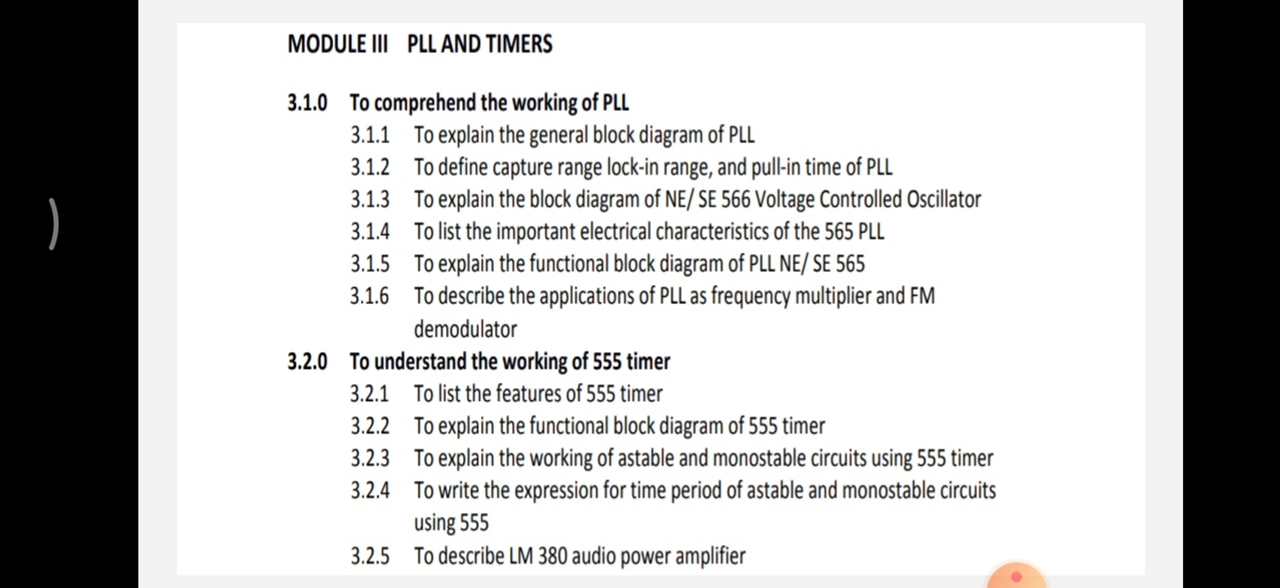 MODULE III PLL AND TIMERS
3.1.0 To comprehend the working of PLL
3.1.1 To explain the general block diagram of PLL
3.1.2 To define capture range lock-in range, and pull-in time of PLL
3.1.3 To explain the block diagram of NE/ SE 566 Voltage Controlled Oscillator
3.1.4 To list the important electrical characteristics of the 565 PLL
3.1.5 To explain the functional block diagram of PLL NE/ SE 565
3.1.6 To describe the applications of PLL as frequency multiplier and FM
demodulator
3.2.0 To understand the working of 555 timer
3.2.1 To list the features of 555 timer
3.2.2 To explain the functional block diagram of 555 timer
3.2.3 To explain the working of astable and monostable circuits using 555 timer
3.2.4 To write the expression for time period of astable and monostable circuits
using 555
3.2.5 To describe LM 380 audio power amplifier